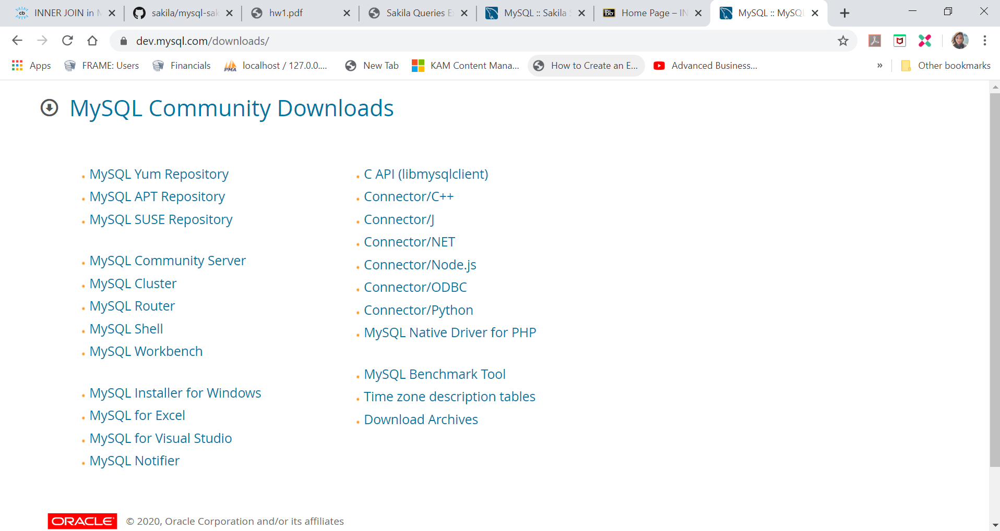 INNER JOIN in
sakila/mysql-sak
hw1.pdf
Sakila Queries
MySQL :: Sakila
Home Page – IN
MySQL :: MySQL
dev.mysql.com/downloads/
Apps
FRAME: Users
Financials
localhost / 127.0.0....
New Tab
KAM Content Mana...
How to Create an E...
Advanced Business...
»
Other bookmarks
MySQL Community Downloads
MySQL Yum Repository
MySQL APT Repository
MySQL SUSE Repository
MySQL Community Server
MySQL Cluster
MySQL Router
MySQL Shell
MySQL Workbench
MySQL Installer for Windows
MySQL for Excel
MySQL for Visual Studio
MySQL Notifier
C API (libmysqlclient)
Connector/C++
Connector/J
Connector/NET
Connector/Node.js
Connector/ODBC
Connector/Python
MySQL Native Driver for PHP
MySQL Benchmark Tool
Time zone description tables
Download Archives
ORACLE
© 2020, Oracle Corporation and/or its affiliates